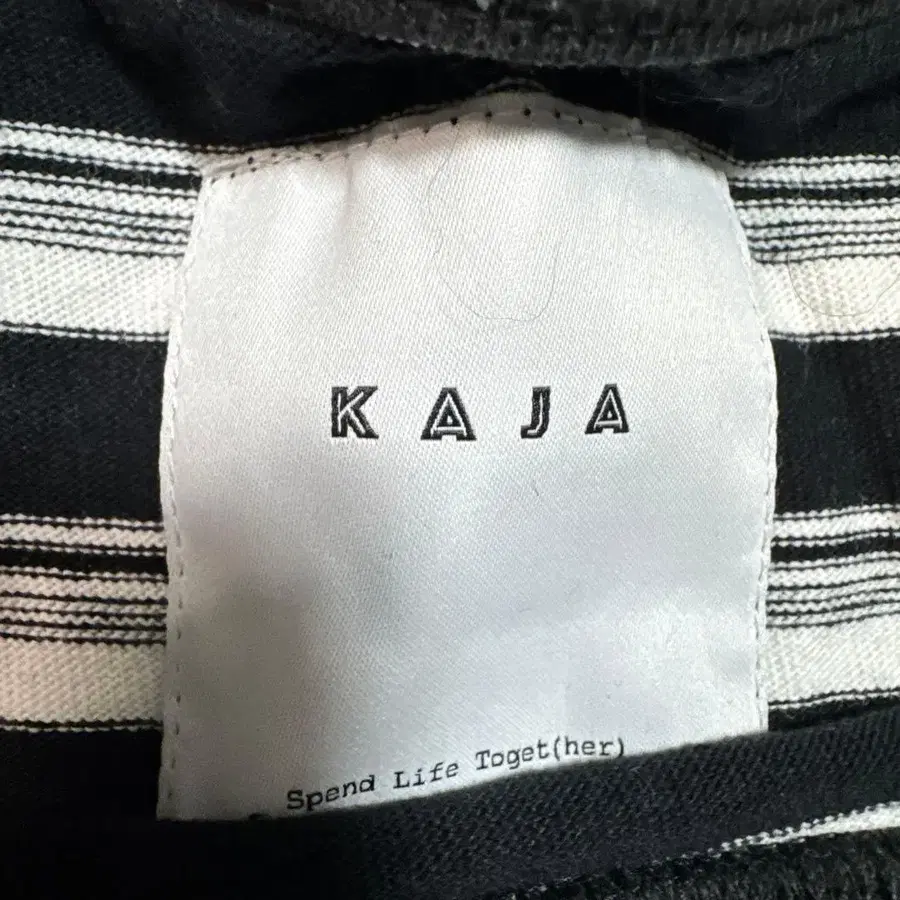 KAJA
Spend Life Toget(her)